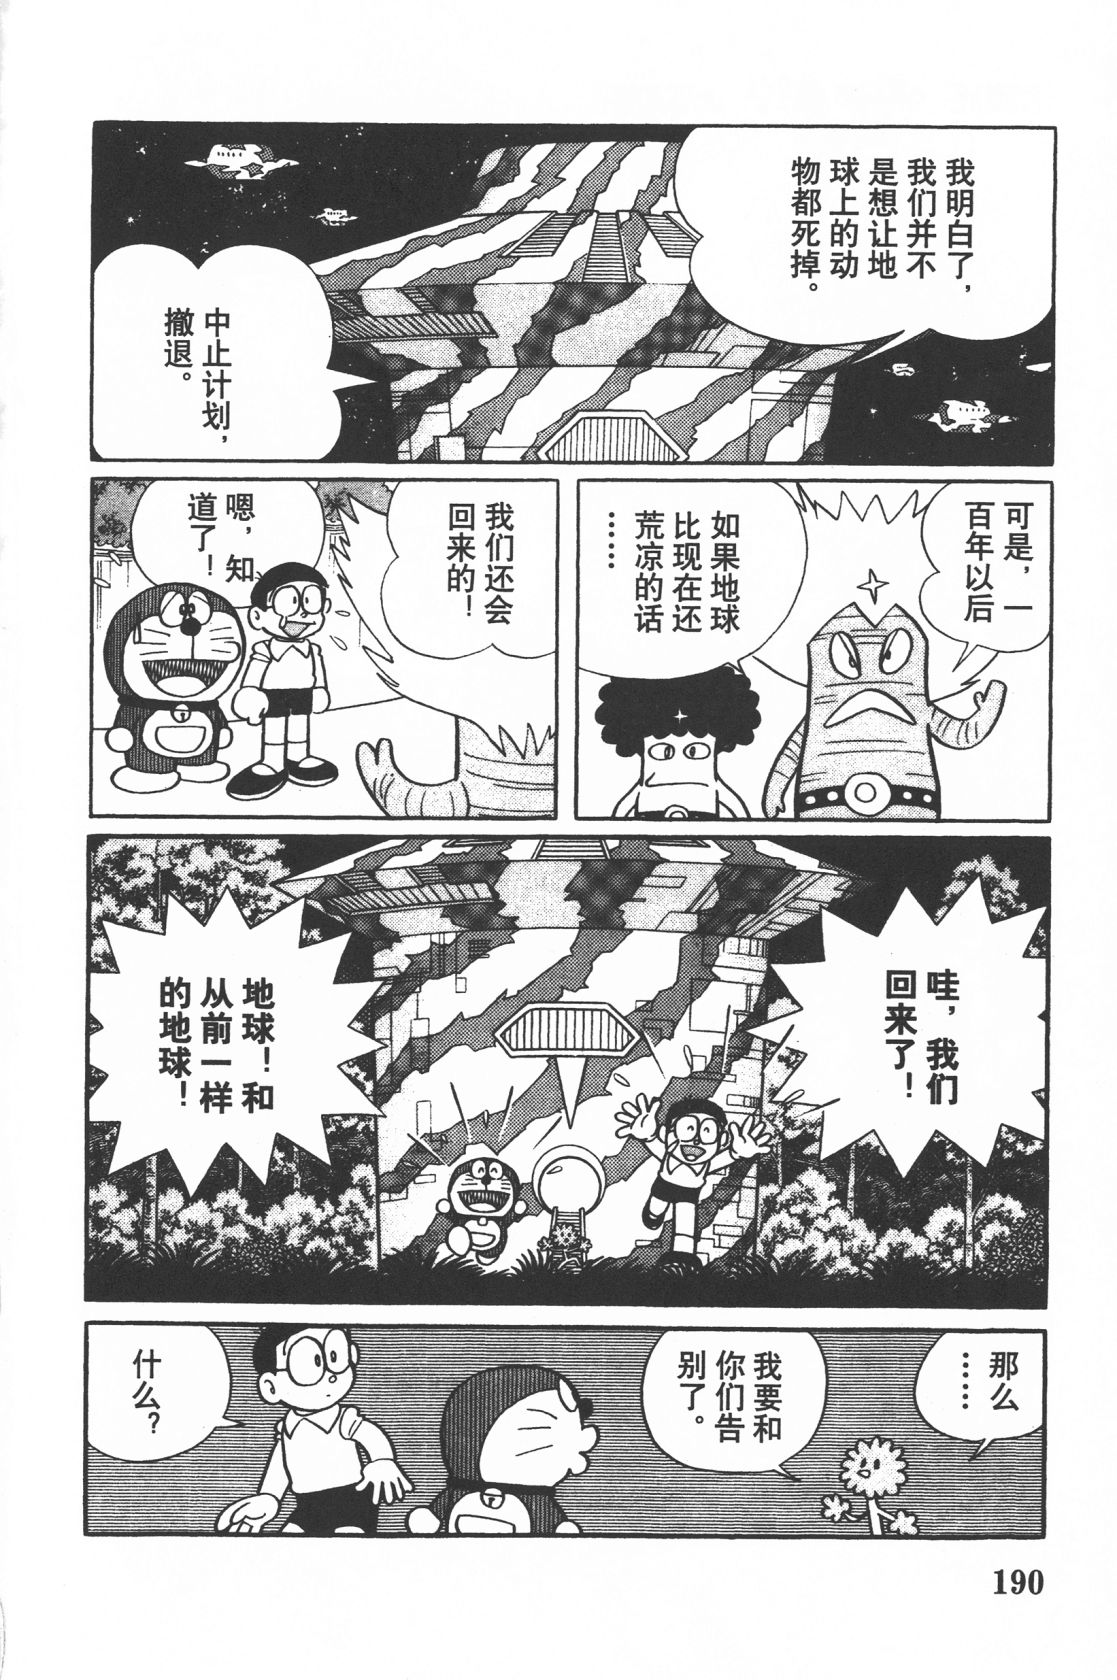 我明白了，
我们并不
是想让地
球上的动
物都死掉。
中止计划，
撤退。
可是，一
百年以后
如果地球
比现在还
荒凉的话
……
我们还会
回来的！
嗯，知
道了！
哇，我们
回来了！
地球！和
从前一样
的地球！
那么
……
我要和
你们告
别了。
什么？
190